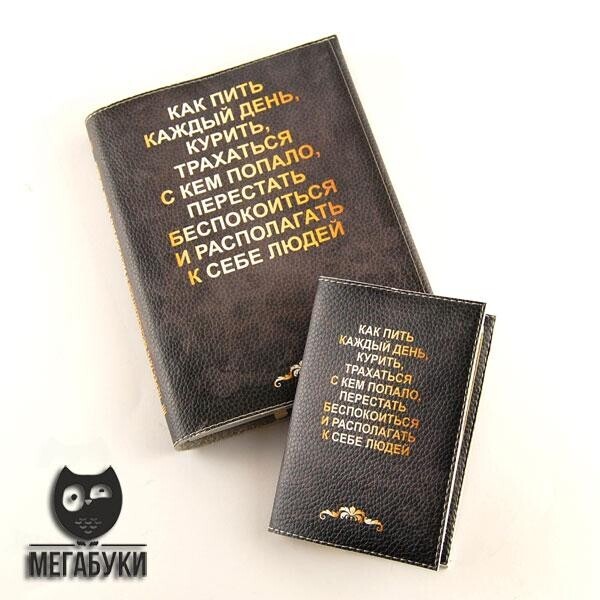 КАК ПИТЬ
КАЖДЫЙ ДЕНЬ,
КУРИТЬ,
ТРАХАТЬСЯ
С КЕМ ПОПАЛО,
ПЕРЕСТАТЬ
БЕСПОКОИТЬСЯ
И РАСПОЛАГАТЬ
К СЕБЕ ЛЮДЕЙ
КАК ПИТЬ
КАЖДЫЙ ДЕНЬ,
КУРИТЬ,
ТРАХАТЬСЯ
С КЕМ ПОПАЛО,
ПЕРЕСТАТЬ
БЕСПОКОИТЬСЯ
И РАСПОЛАГАТЬ
К СЕБЕ ЛЮДЕЙ
МЕГАБУКИ